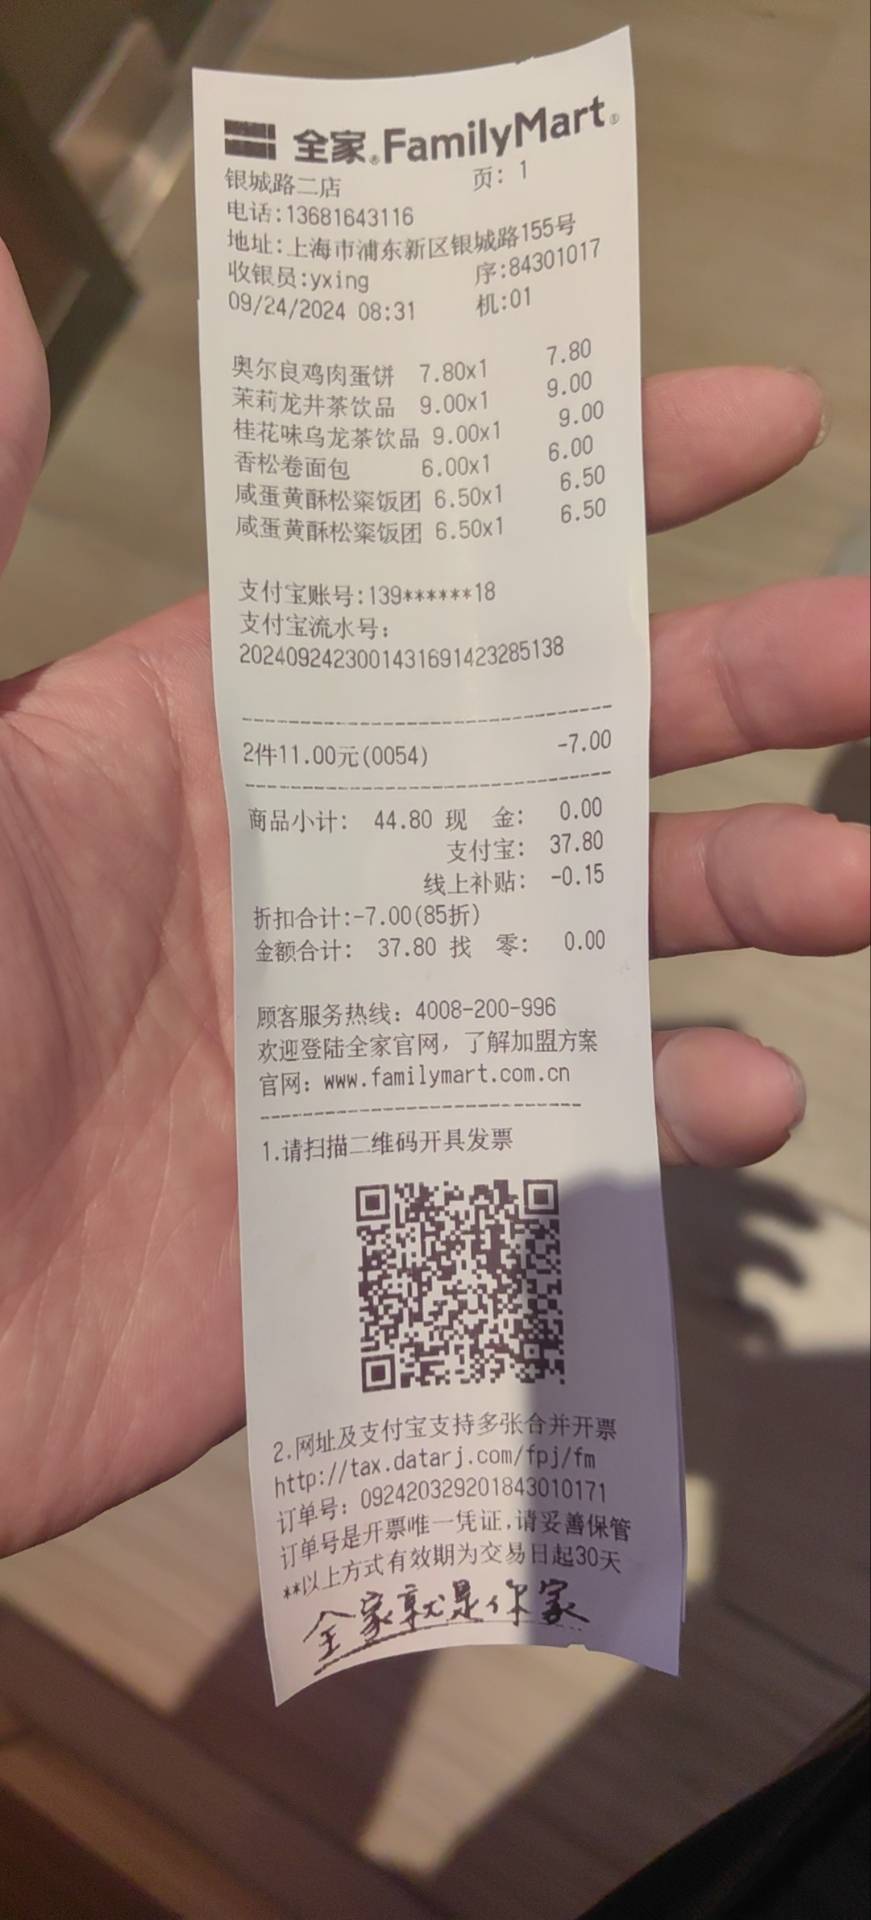 全家®FamilyMart®
银城路二店 页: 1
电话:13681643116
地址:上海市浦东新区银城路155号
收银员:yxing 序:84301017
09/24/2024 08:31 机:01
奥尔良鸡肉蛋饼 7.80x1 7.80
茉莉龙井茶饮品 9.00x1 9.00
桂花味乌龙茶饮品 9.00x1 9.00
香松卷面包 6.00x1 6.00
咸蛋黄酥松粢饭团 6.50x1 6.50
咸蛋黄酥松粢饭团 6.50x1 6.50
支付宝账号:139******18
支付宝流水号:
2024092423001431691423285138
2件11.00元(0054) -7.00
商品小计: 44.80 现 金: 0.00
支付宝: 37.80
线上补贴: -0.15
折扣合计:-7.00(85折)
金额合计: 37.80 找 零: 0.00
顾客服务热线: 4008-200-996
欢迎登陆全家官网，了解加盟方案
官网: www.familymart.com.cn
1.请扫描二维码开具发票
2.网址及支付宝支持多张合并开票
http://tax.datarj.com/fpj/fm
订单号: 092420329201843010171
订单号是开票唯一凭证,请妥善保管
**以上方式有效期为交易日起30天
全家就是你家